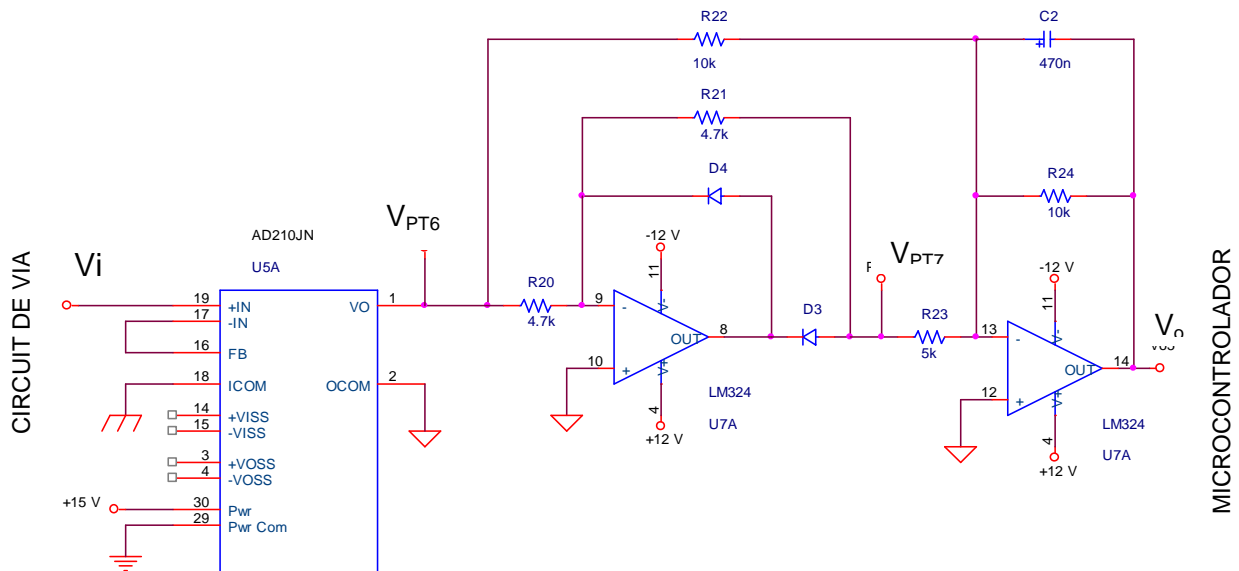 R22
10k
C2
470n
R21
4.7k
D4
R24
10k
CIRCUIT DE VIA
Vi
AD210JN
U5A
VPT6
19 +IN
17 -IN
16 FB
18 ICOM
14 +VISS
15 -VISS
3 +VOSS
4 -VOSS
+15 V
30 Pwr
29 Pwr Com
VO 1
OCOM 2
R20
4.7k
-12 V
11
V-
9 -
10 +
OUT 8
V+
4
+12 V
LM324
U7A
D3
VPT7
R23
5k
-12 V
11
V-
13 -
12 +
OUT 14
V+
4
+12 V
LM324
U7A
Vo
MICROCONTROLADOR